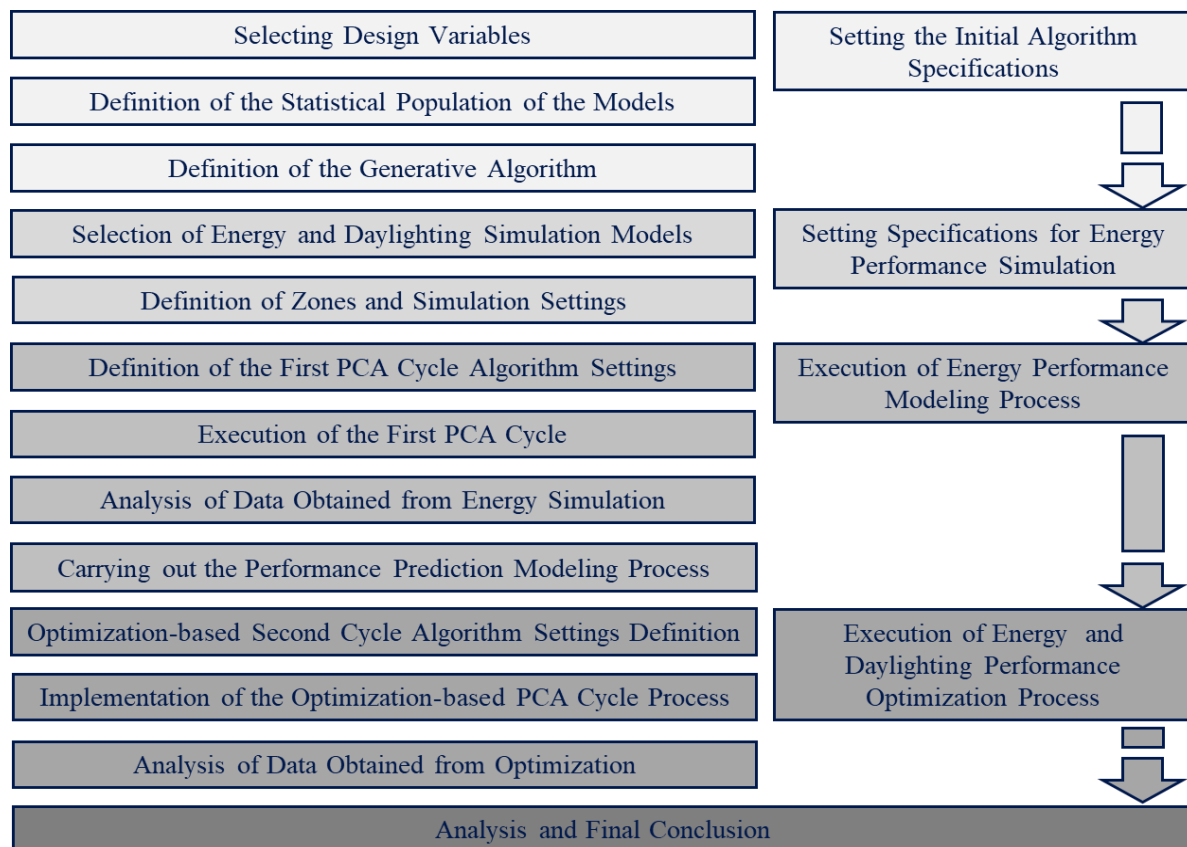 Selecting Design Variables
Definition of the Statistical Population of the Models
Definition of the Generative Algorithm
Selection of Energy and Daylighting Simulation Models
Definition of Zones and Simulation Settings
Definition of the First PCA Cycle Algorithm Settings
Execution of the First PCA Cycle
Analysis of Data Obtained from Energy Simulation
Carrying out the Performance Prediction Modeling Process
Optimization-based Second Cycle Algorithm Settings Definition
Implementation of the Optimization-based PCA Cycle Process
Analysis of Data Obtained from Optimization
Setting the Initial Algorithm
Specifications
Setting Specifications for Energy
Performance Simulation
Execution of Energy Performance
Modeling Process
Execution of Energy and
Daylighting Performance
Optimization Process
Analysis and Final Conclusion